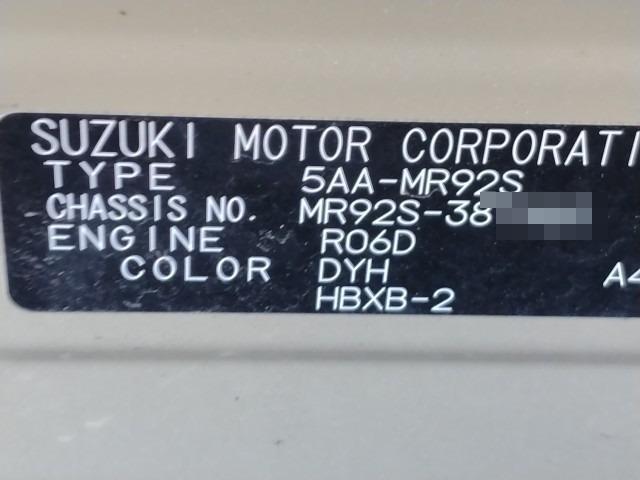 SUZUKI MOTOR CORPORATI
TYPE 5AA-MR92S
CHASSIS NO. MR92S-38
ENGINE R06D
COLOR DYH A4
HBXB-2